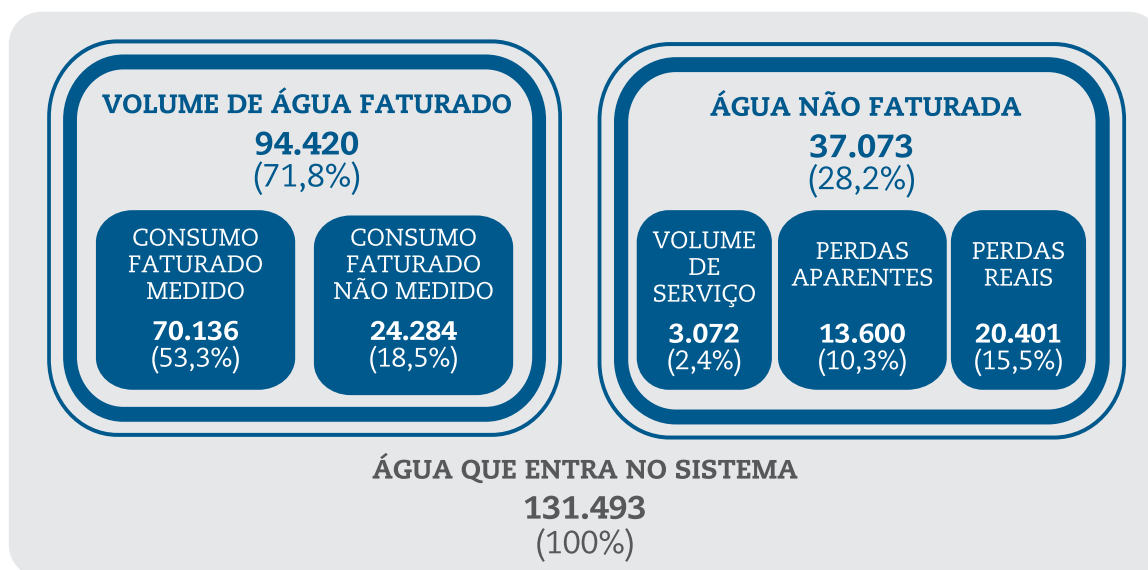 VOLUME DE ÁGUA FATURADO
94.420
(71,8%)
CONSUMO
FATURADO
MEDIDO
70.136
(53,3%)
CONSUMO
FATURADO
NÃO MEDIDO
24.284
(18,5%)
ÁGUA NÃO FATURADA
37.073
(28,2%)
VOLUME
DE
SERVIÇO
3.072
(2,4%)
PERDAS
APARENTES
13.600
(10,3%)
PERDAS
REAIS
20.401
(15,5%)
ÁGUA QUE ENTRA NO SISTEMA
131.493
(100%)